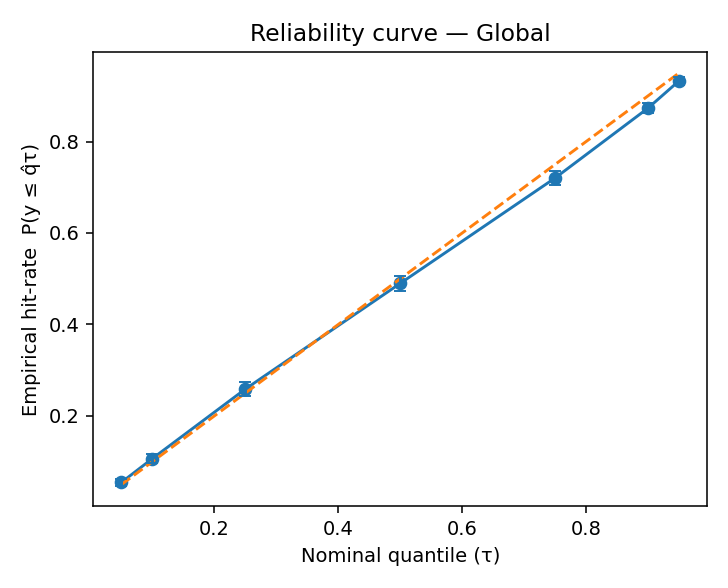 Reliability curve — Global
Empirical hit-rate  P(y ≤ q̂τ)
0.8
0.6
0.4
0.2
0.2
0.4
0.6
0.8
Nominal quantile (τ)